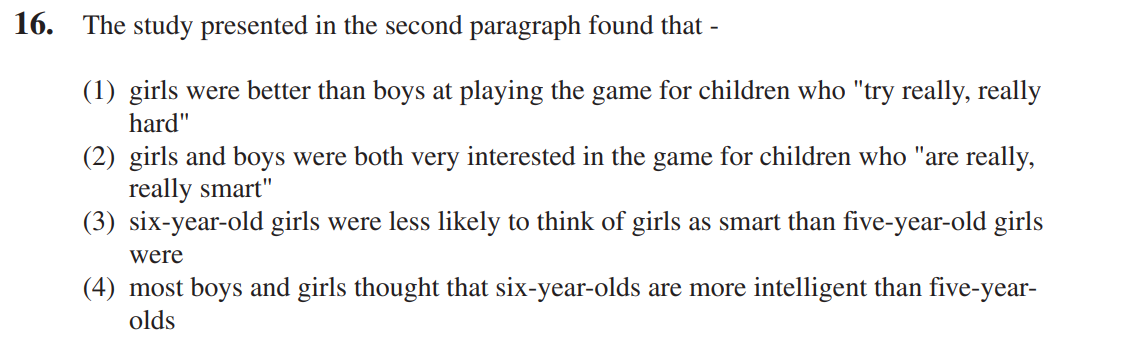 16. The study presented in the second paragraph found that -
(1) girls were better than boys at playing the game for children who "try really, really
hard"
(2) girls and boys were both very interested in the game for children who "are really,
really smart"
(3) six-year-old girls were less likely to think of girls as smart than five-year-old girls
were
(4) most boys and girls thought that six-year-olds are more intelligent than five-year-
olds